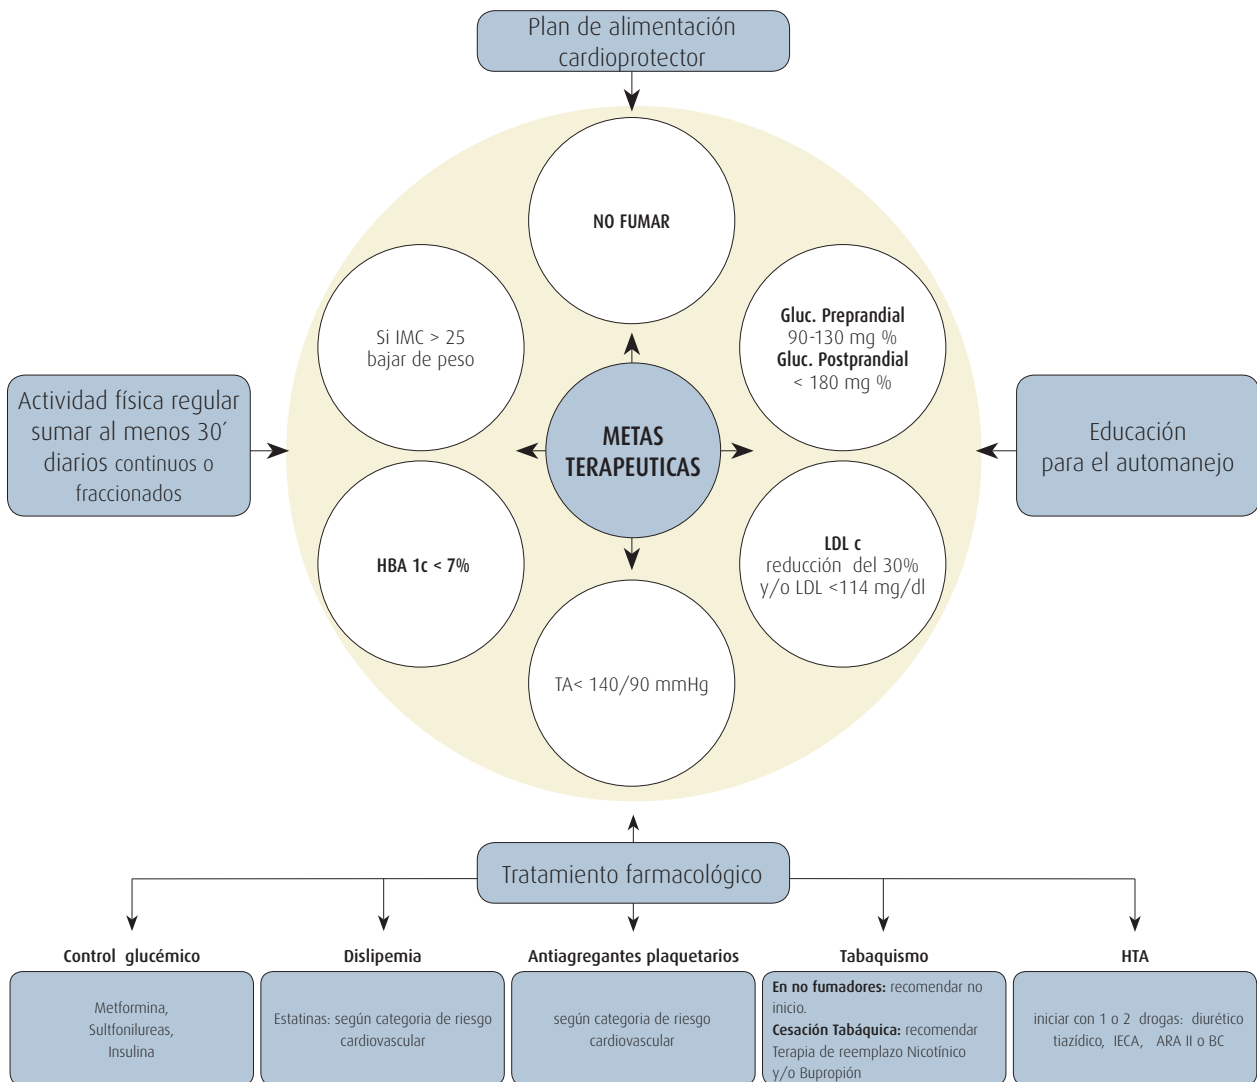 Plan de alimentación
cardioprotector
NO FUMAR
Si IMC > 25
bajar de peso
Gluc. Preprandial
90-130 mg %
Gluc. Postprandial
< 180 mg %
Actividad física regular
sumar al menos 30´
diarios continuos o
fraccionados
METAS
TERAPEUTICAS
Educación
para el automanejo
HBA 1c < 7%
LDL c
reducción del 30%
y/o LDL <114 mg/dl
TA< 140/90 mmHg
Tratamiento farmacológico
Control glucémico
Metformina,
Sultfonilureas,
Insulina
Dislipemia
Estatinas: según categoria de riesgo
cardiovascular
Antiagregantes plaquetarios
según categoria de riesgo
cardiovascular
Tabaquismo
En no fumadores: recomendar no
inicio.
Cesación Tabáquica: recomendar
Terapia de reemplazo Nicotínico
y/o Bupropión
HTA
iniciar con 1 o 2 drogas: diurético
tiazídico, IECA, ARA II o BC